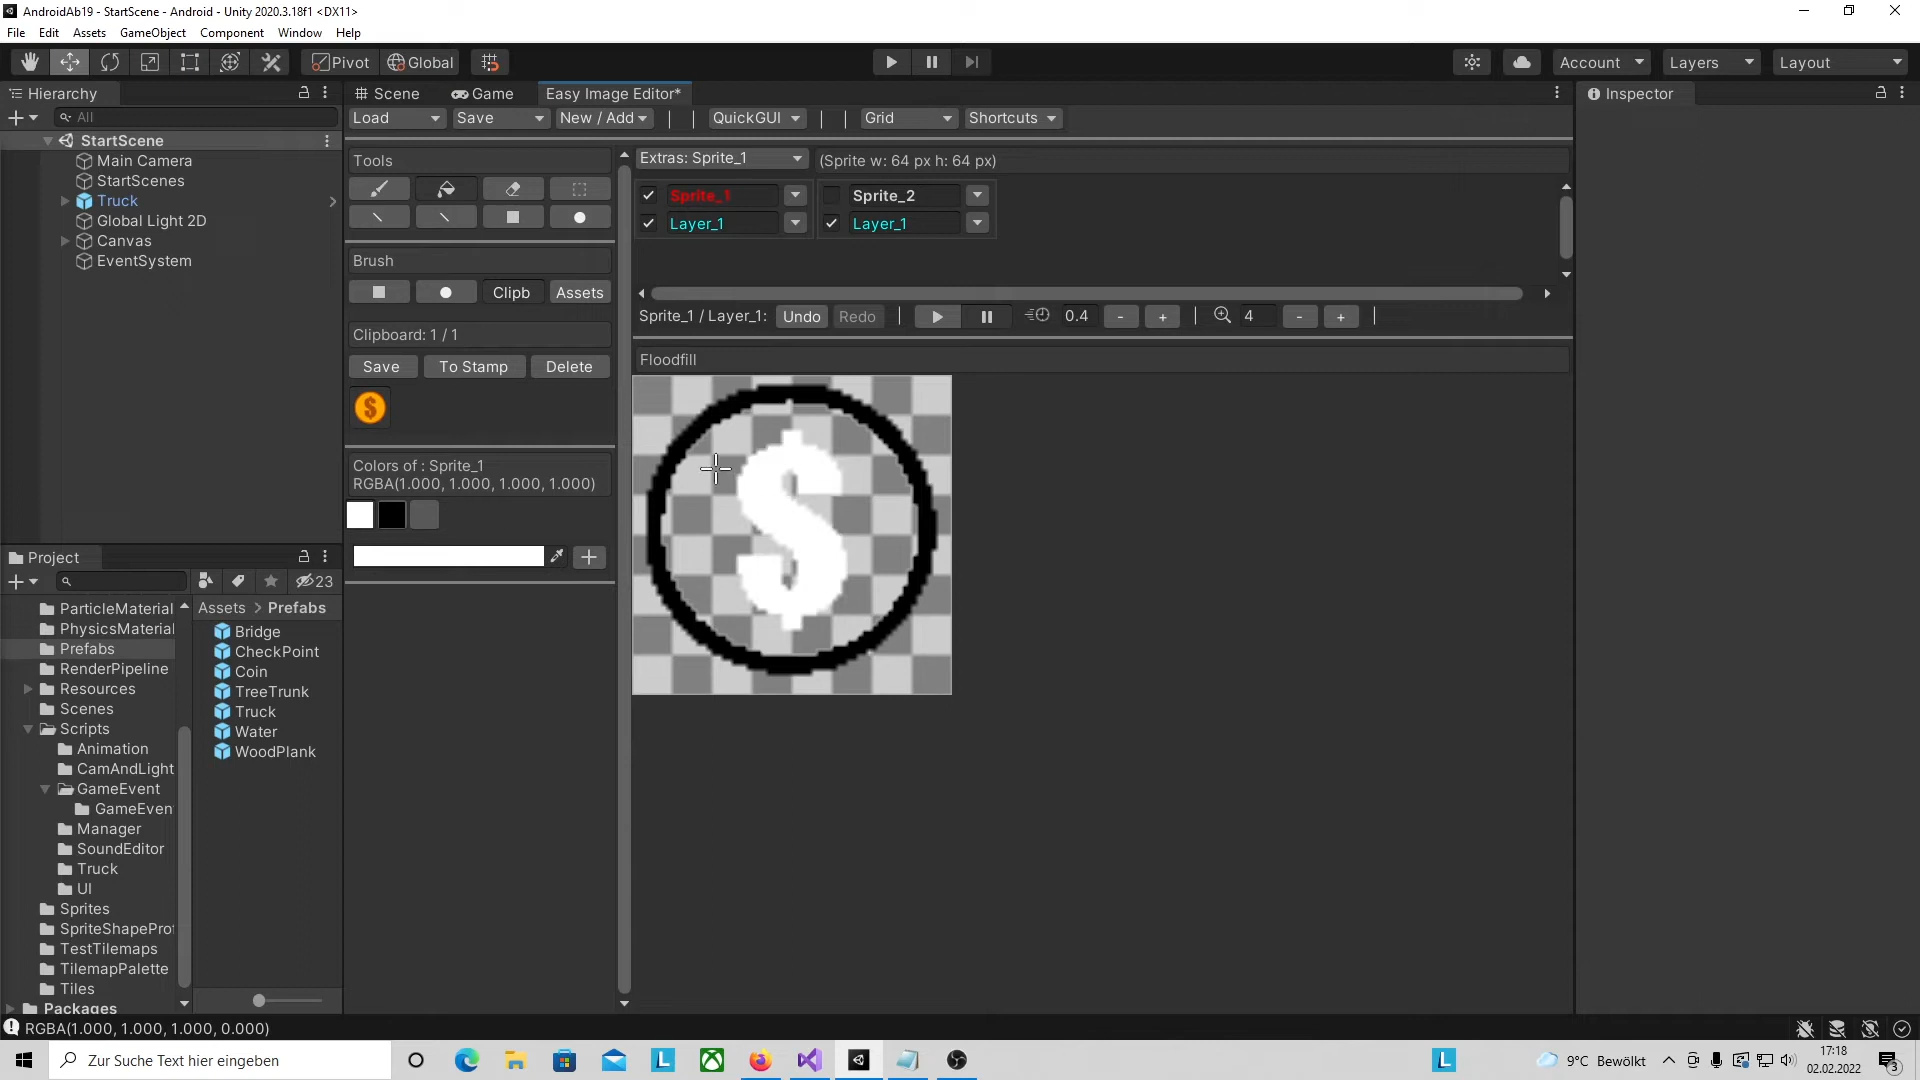 AndroidAb19 - StartScene - Android - Unity 2020.3.18f1 <DX11>
File Edit Assets GameObject Component Window Help
Pivot Global Account Layers Layout
Hierarchy
All
StartScene
Main Camera
StartScenes
Truck
Global Light 2D
Canvas
EventSystem
Scene Game Easy Image Editor*
Load Save New / Add | | QuickGUI | | Grid Shortcuts
Tools
Brush
Clipb Assets
Clipboard: 1 / 1
Save To Stamp Delete
$
Colors of : Sprite_1
RGBA(1.000, 1.000, 1.000, 1.000)
Extras: Sprite_1 (Sprite w: 64 px h: 64 px)
Sprite_1 Sprite_2
Layer_1 Layer_1
Sprite_1 / Layer_1: Undo Redo | 0.4 - + | 4 - + |
Floodfill
$
Inspector
Project
23
ParticleMaterial
PhysicsMaterial
Prefabs
RenderPipeline
Resources
Scenes
Scripts
Animation
CamAndLight
GameEvent
GameEven
Manager
SoundEditor
Truck
UI
Sprites
SpriteShapeProf
TestTilemaps
TilemapPalette
Tiles
Packages
Assets > Prefabs
Bridge
CheckPoint
Coin
TreeTrunk
Truck
Water
WoodPlank
RGBA(1.000, 1.000, 1.000, 0.000)
Zur Suche Text hier eingeben
L
L
9°C Bewölkt
17:18
02.02.2022
3